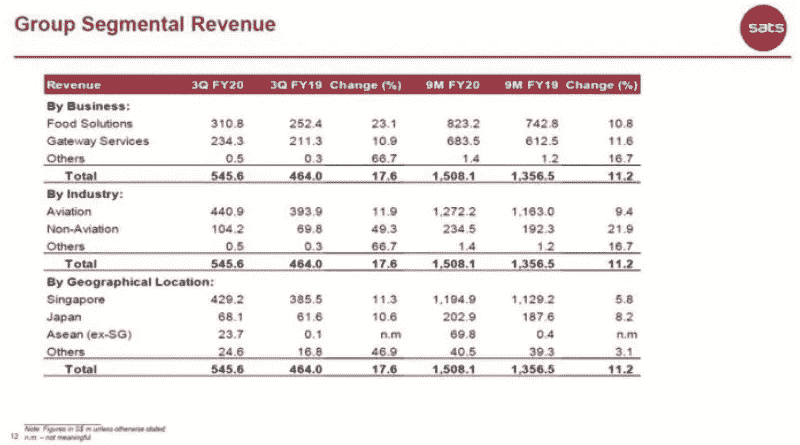 Group Segmental Revenue
sats
Revenue 3Q FY20 3Q FY19 Change (%) 9M FY20 9M FY19 Change (%)
By Business:
Food Solutions 310.8 252.4 23.1 823.2 742.8 10.8
Gateway Services 234.3 211.3 10.9 683.5 612.5 11.6
Others 0.5 0.3 66.7 1.4 1.2 16.7
Total 545.6 464.0 17.6 1,508.1 1,356.5 11.2
By Industry:
Aviation 440.9 393.9 11.9 1,272.2 1,163.0 9.4
Non-Aviation 104.2 69.8 49.3 234.5 192.3 21.9
Others 0.5 0.3 66.7 1.4 1.2 16.7
Total 545.6 464.0 17.6 1,508.1 1,356.5 11.2
By Geographical Location:
Singapore 429.2 385.5 11.3 1,194.9 1,129.2 5.8
Japan 68.1 61.6 10.6 202.9 187.6 8.2
Asean (ex-SG) 23.7 0.1 n.m 69.8 0.4 n.m
Others 24.6 16.8 46.9 40.5 39.3 3.1
Total 545.6 464.0 17.6 1,508.1 1,356.5 11.2
Note: Figures in S$ m unless otherwise stated
12 n.m. – not meaningful